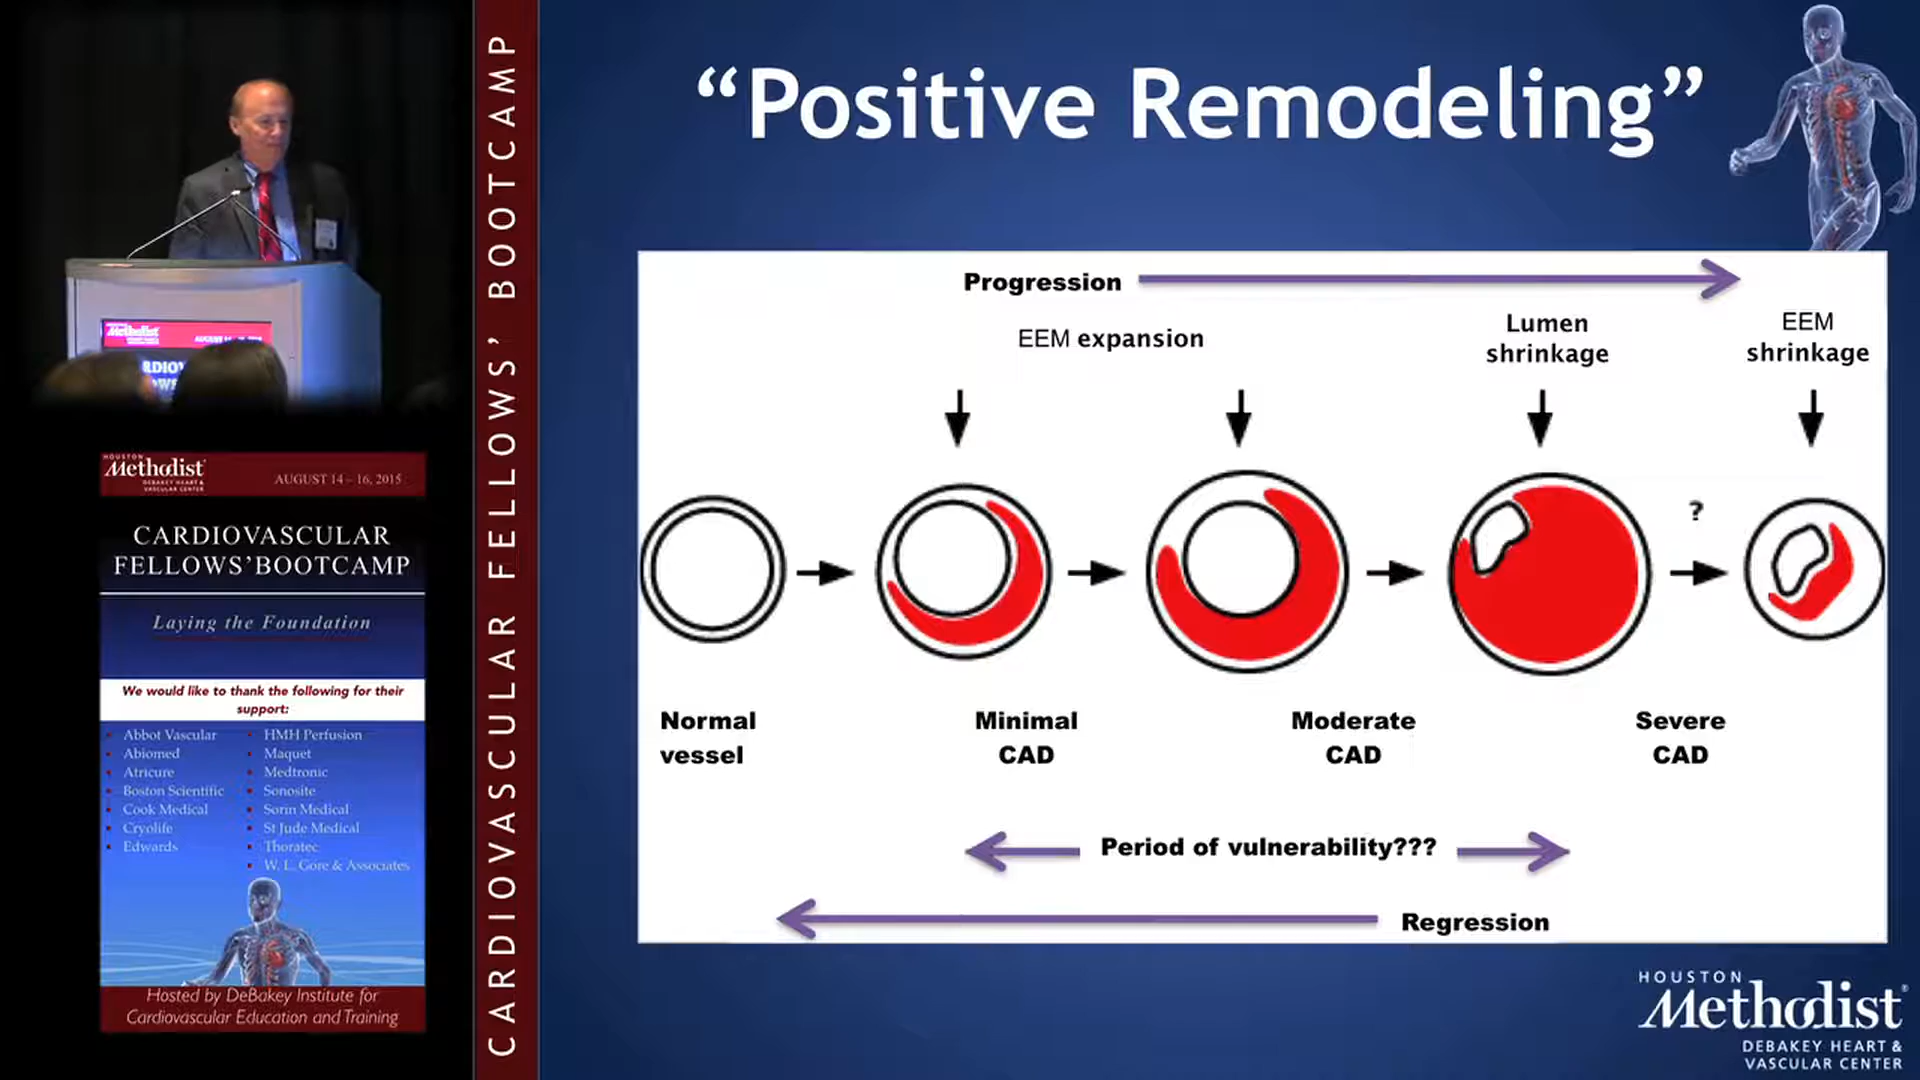 CARDIOVASCULAR FELLOWS' BOOTCAMP
HOUSTON
Methodist
DEBAKEY HEART &
VASCULAR CENTER
AUGUST 14 – 16, 2015
CARDIOVASCULAR
FELLOWS'BOOTCAMP
Laying the Foundation
We would like to thank the following for their
support:
Abbot Vascular
Abiomed
Atricure
Boston Scientific
Cook Medical
Cryolife
Edwards
HMH Perfusion
Maquet
Medtronic
Sonosite
Sorin Medical
St Jude Medical
Thoratec
W. L. Gore & Associates
Hosted by DeBakey Institute for
Cardiovascular Education and Training
Methodist
“Positive Remodeling”
Progression
EEM expansion
Lumen
shrinkage
EEM
shrinkage
?
Normal
vessel
Minimal
CAD
Moderate
CAD
Severe
CAD
Period of vulnerability???
Regression
HOUSTON
Methodist®
DEBAKEY HEART &
VASCULAR CENTER